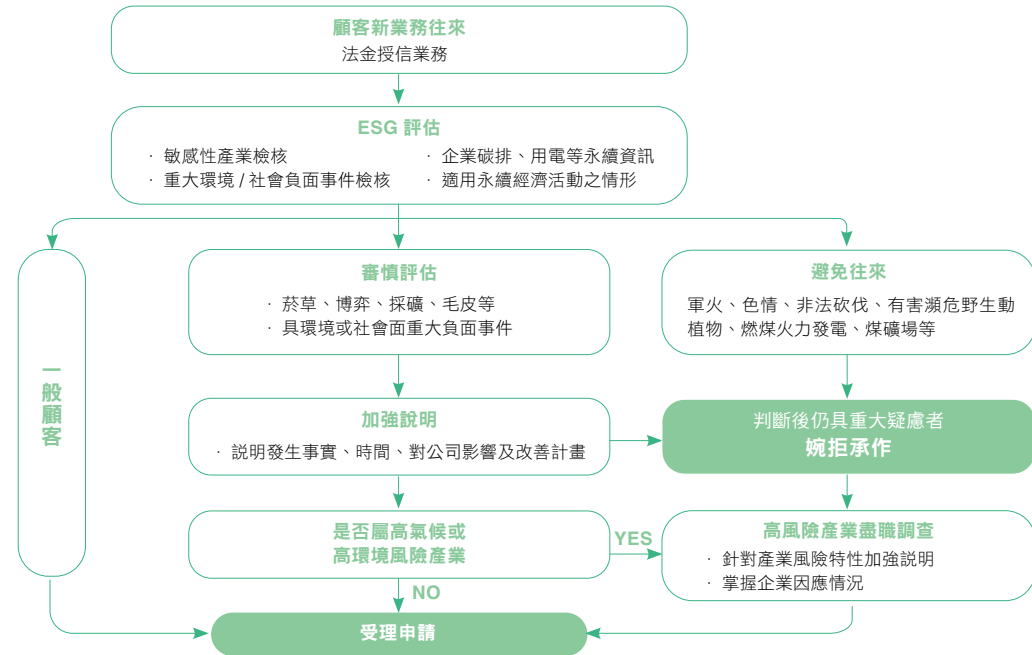 顧客新業務往來
法金授信業務
ESG 評估
· 敏感性產業檢核
· 重大環境 / 社會負面事件檢核
· 企業碳排、用電等永續資訊
· 適用永續經濟活動之情形
一般顧客
審慎評估
· 菸草、博弈、採礦、毛皮等
· 具環境或社會面重大負面事件
避免往來
軍火、色情、非法砍伐、有害瀕危野生動
植物、燃煤火力發電、煤礦場等
加強說明
· 說明發生事實、時間、對公司影響及改善計畫
判斷後仍具重大疑慮者
婉拒承作
是否屬高氣候或
高環境風險產業
YES
高風險產業盡職調查
· 針對產業風險特性加強說明
· 掌握企業因應情況
NO
受理申請